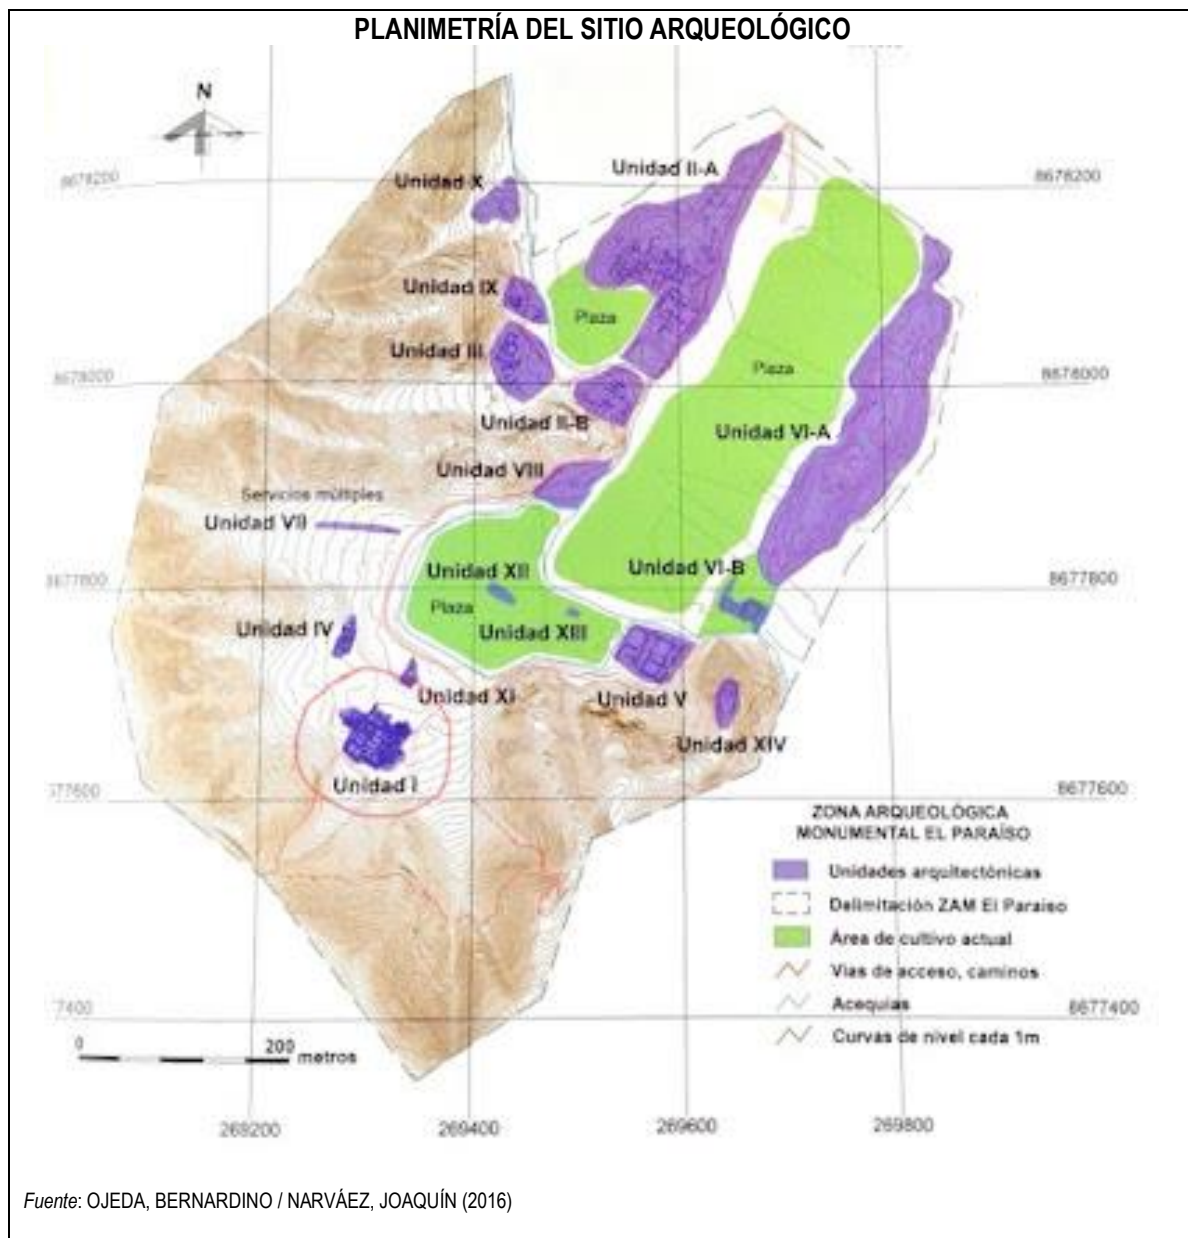 PLANIMETRÍA DEL SITIO ARQUEOLÓGICO
N
Unidad II-A
8678200
8678200
Unidad X
Unidad IX
Plaza
Unidad III
Plaza
8678000
8678000
Unidad II-B
Unidad VI-A
Unidad VIII
Servicios múltiples
Unidad VII
Unidad XII
Unidad VI-B
8677800
8677800
Plaza
Unidad IV
Unidad XIII
Unidad XI
Unidad V
Unidad XIV
Unidad I
77600
8677600
ZONA ARQUEOLÓGICA
MONUMENTAL EL PARAÍSO
Unidades arquitectónicas
Delimitación ZAM El Paraiso
Área de cultivo actual
Vías de acceso, caminos
Acequias
Curvas de nivel cada 1m
7400
8677400
0 200 metros
269200 269400 269600 269800
Fuente: OJEDA, BERNARDINO / NARVÁEZ, JOAQUÍN (2016)